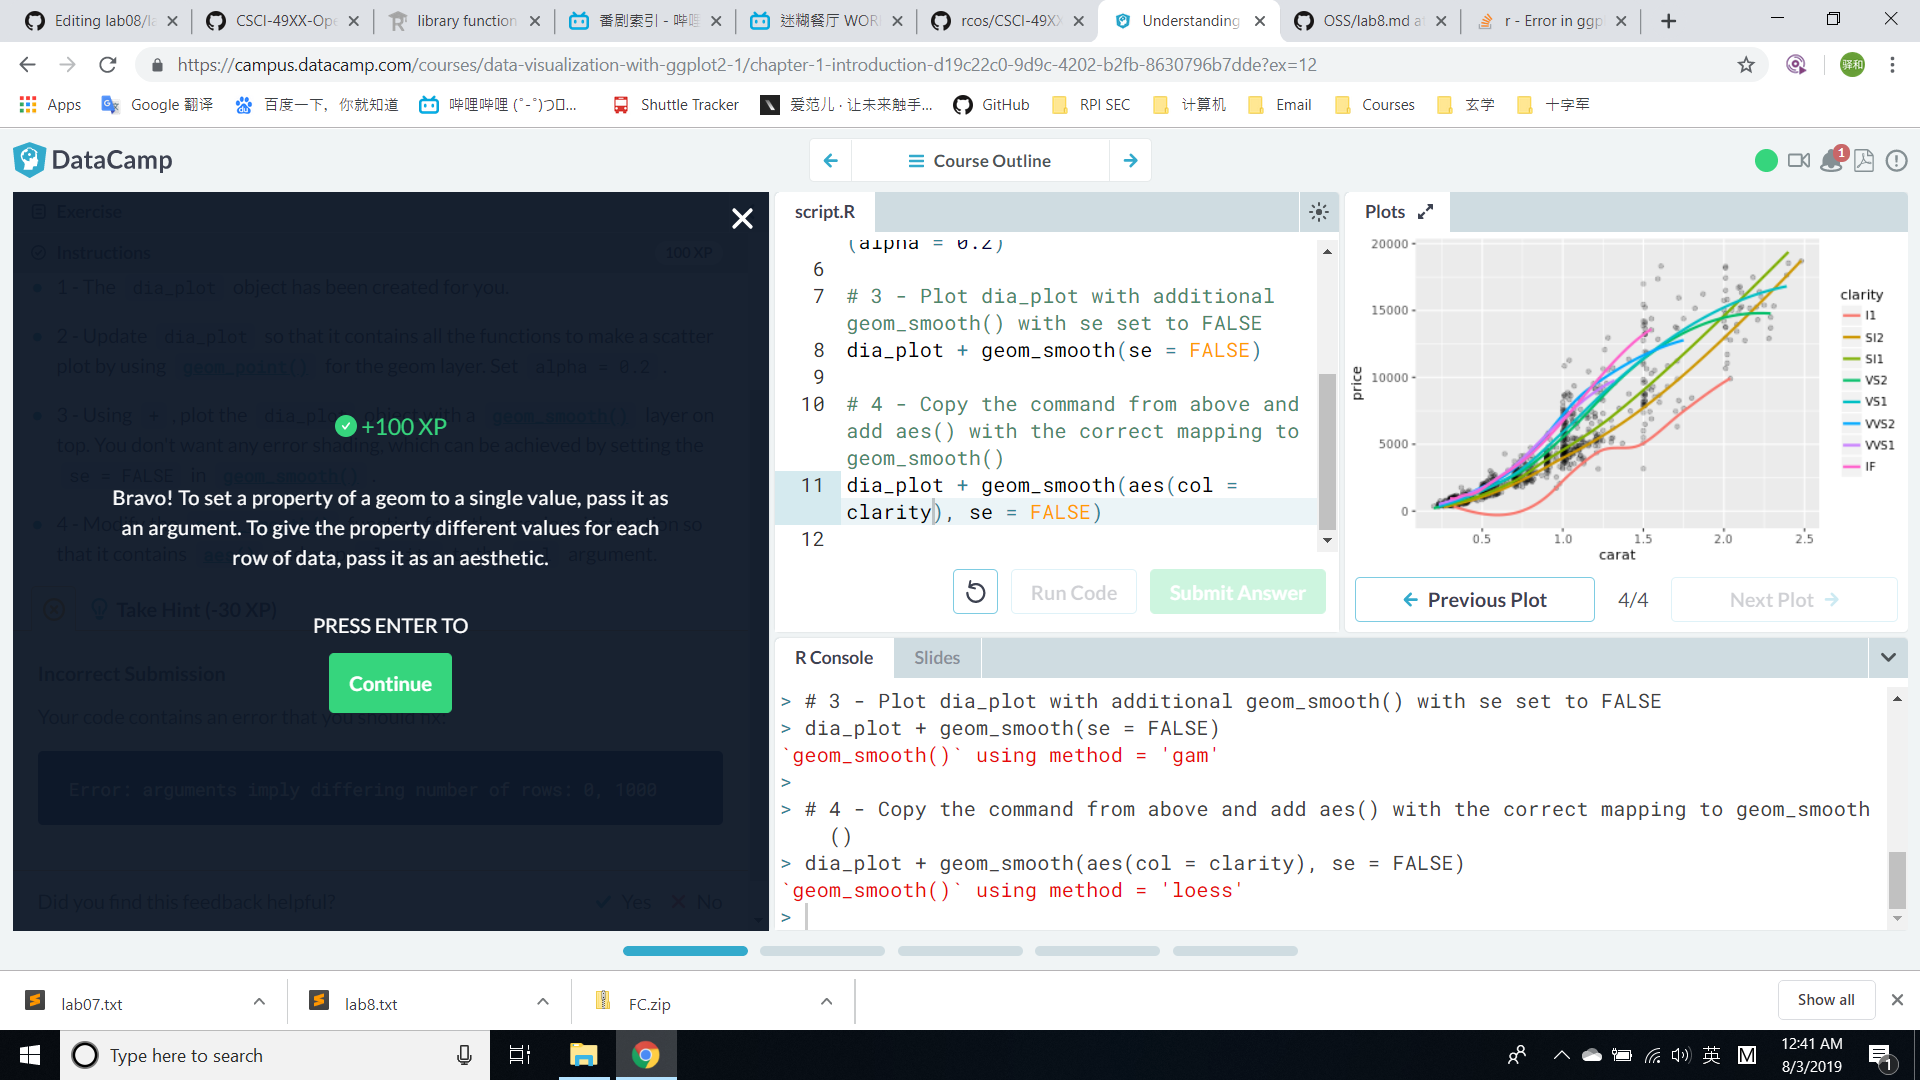 Editing lab08/la
CSCI-49XX-Ope
library function
番剧索引 - 哔哩
迷糊餐厅 WOR
rcos/CSCI-49XX
Understanding
OSS/lab8.md a
r - Error in ggp
https://campus.datacamp.com/courses/data-visualization-with-ggplot2-1/chapter-1-introduction-d19c22c0-9d9c-4202-b2fb-8630796b7dde?ex=12
驿和
Apps
Google 翻译
百度一下，你就知道
哔哩哔哩 (゜-゜)つロ...
Shuttle Tracker
爱范儿 · 让未来触手...
GitHub
RPI SEC
计算机
Email
Courses
玄学
十字军
DataCamp
Course Outline
1
Exercise
Instructions
100 XP
1 - The dia_plot object has been created for you.
2 - Update dia_plot so that it contains all the functions to make a scatter
plot by using geom_point() for the geom layer. Set alpha = 0.2 .
3 - Using + , plot the dia_plot object with a geom_smooth() layer on
top. You don't want any error shading, which can be achieved by setting the
se = FALSE in geom_smooth() .
+100 XP
Bravo! To set a property of a geom to a single value, pass it as
an argument. To give the property different values for each
row of data, pass it as an aesthetic.
4 - Modify
so
that it contains
argument.
Take Hint (-30 XP)
PRESS ENTER TO
Continue
Incorrect Submission
Your code contains an error that you should fix:
Error: arguments imply differing number of rows: 0, 1000
Did you find this feedback helpful?
Yes
No
script.R
(alpha = 0.2)
6
7 # 3 - Plot dia_plot with additional
geom_smooth() with se set to FALSE
8 dia_plot + geom_smooth(se = FALSE)
9
10 # 4 - Copy the command from above and
add aes() with the correct mapping to
geom_smooth()
11 dia_plot + geom_smooth(aes(col =
clarity), se = FALSE)
12
Run Code
Submit Answer
Plots
20000
15000
10000
5000
0
price
0.5 1.0 1.5 2.0 2.5
carat
clarity
I1
SI2
SI1
VS2
VS1
VVS2
VVS1
IF
Previous Plot
4/4
Next Plot
R Console
Slides
> # 3 - Plot dia_plot with additional geom_smooth() with se set to FALSE
> dia_plot + geom_smooth(se = FALSE)
`geom_smooth()` using method = 'gam'
>
> # 4 - Copy the command from above and add aes() with the correct mapping to geom_smooth
()
> dia_plot + geom_smooth(aes(col = clarity), se = FALSE)
`geom_smooth()` using method = 'loess'
>
lab07.txt
lab8.txt
FC.zip
Show all
Type here to search
英
M
12:41 AM
8/3/2019
1